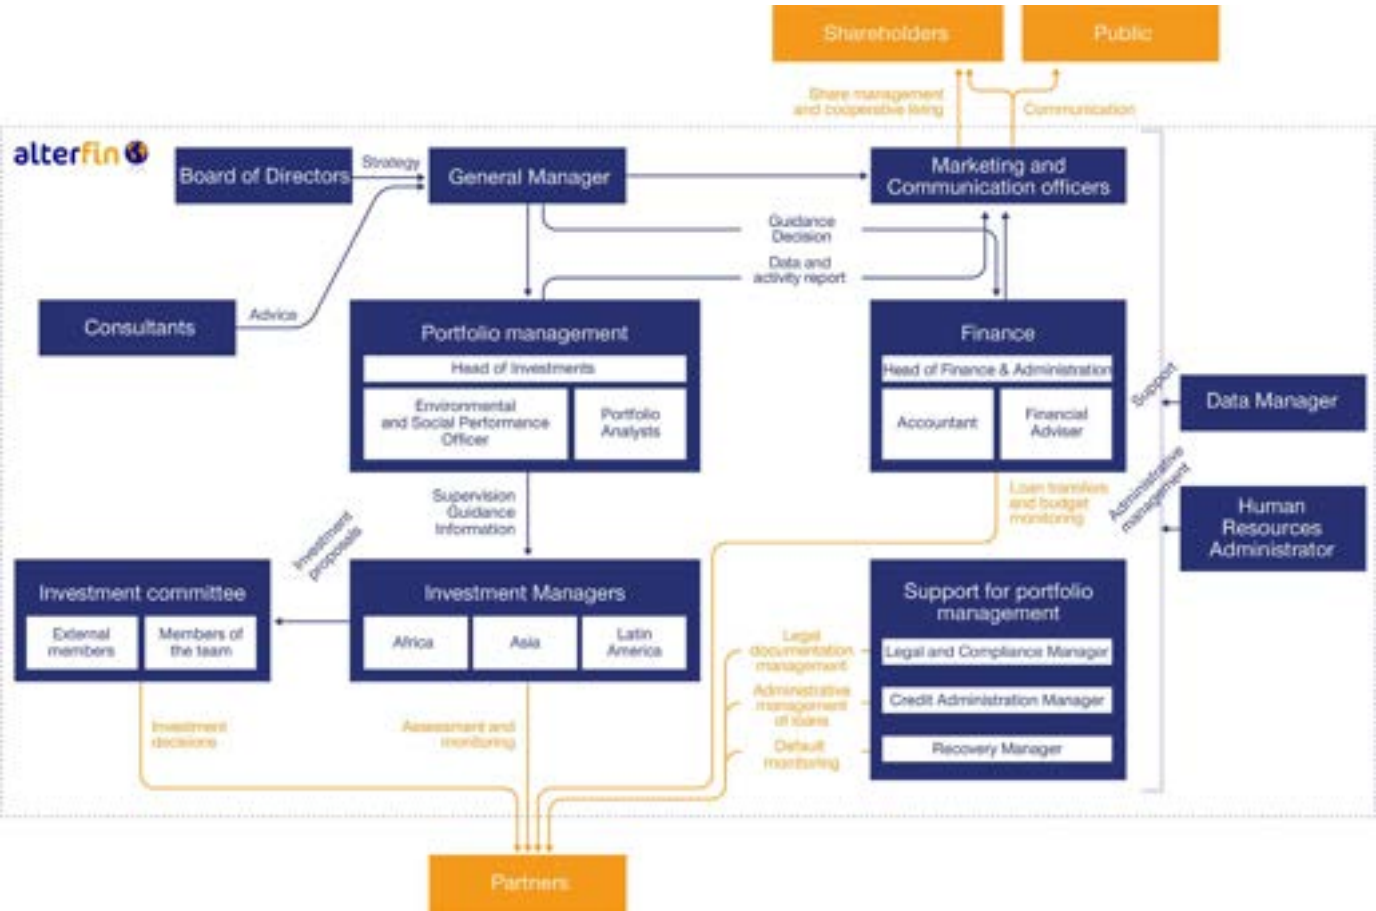 Shareholders
Public
Share management
and cooperative living
Communication
alterfin
Board of Directors
Strategy
General Manager
Marketing and
Communication officers
Guidance
Decision
Data and
activity report
Consultants
Advice
Portfolio management
Head of Investments
Environmental
and Social Performance
Officer
Portfolio
Analysts
Finance
Head of Finance & Administration
Accountant
Financial
Adviser
Support
Data Manager
Administrative
management
Human
Resources
Administrator
Supervision
Guidance
Information
Loan transfers
and budget
monitoring
Investment
proposals
Investment committee
External
members
Members of
the team
Investment Managers
Africa
Asia
Latin
America
Support for portfolio
management
Legal and Compliance Manager
Credit Administration Manager
Recovery Manager
Legal
documentation
management
Administrative
management
of loans
Default
monitoring
Investment
decisions
Assessment and
monitoring
Partners